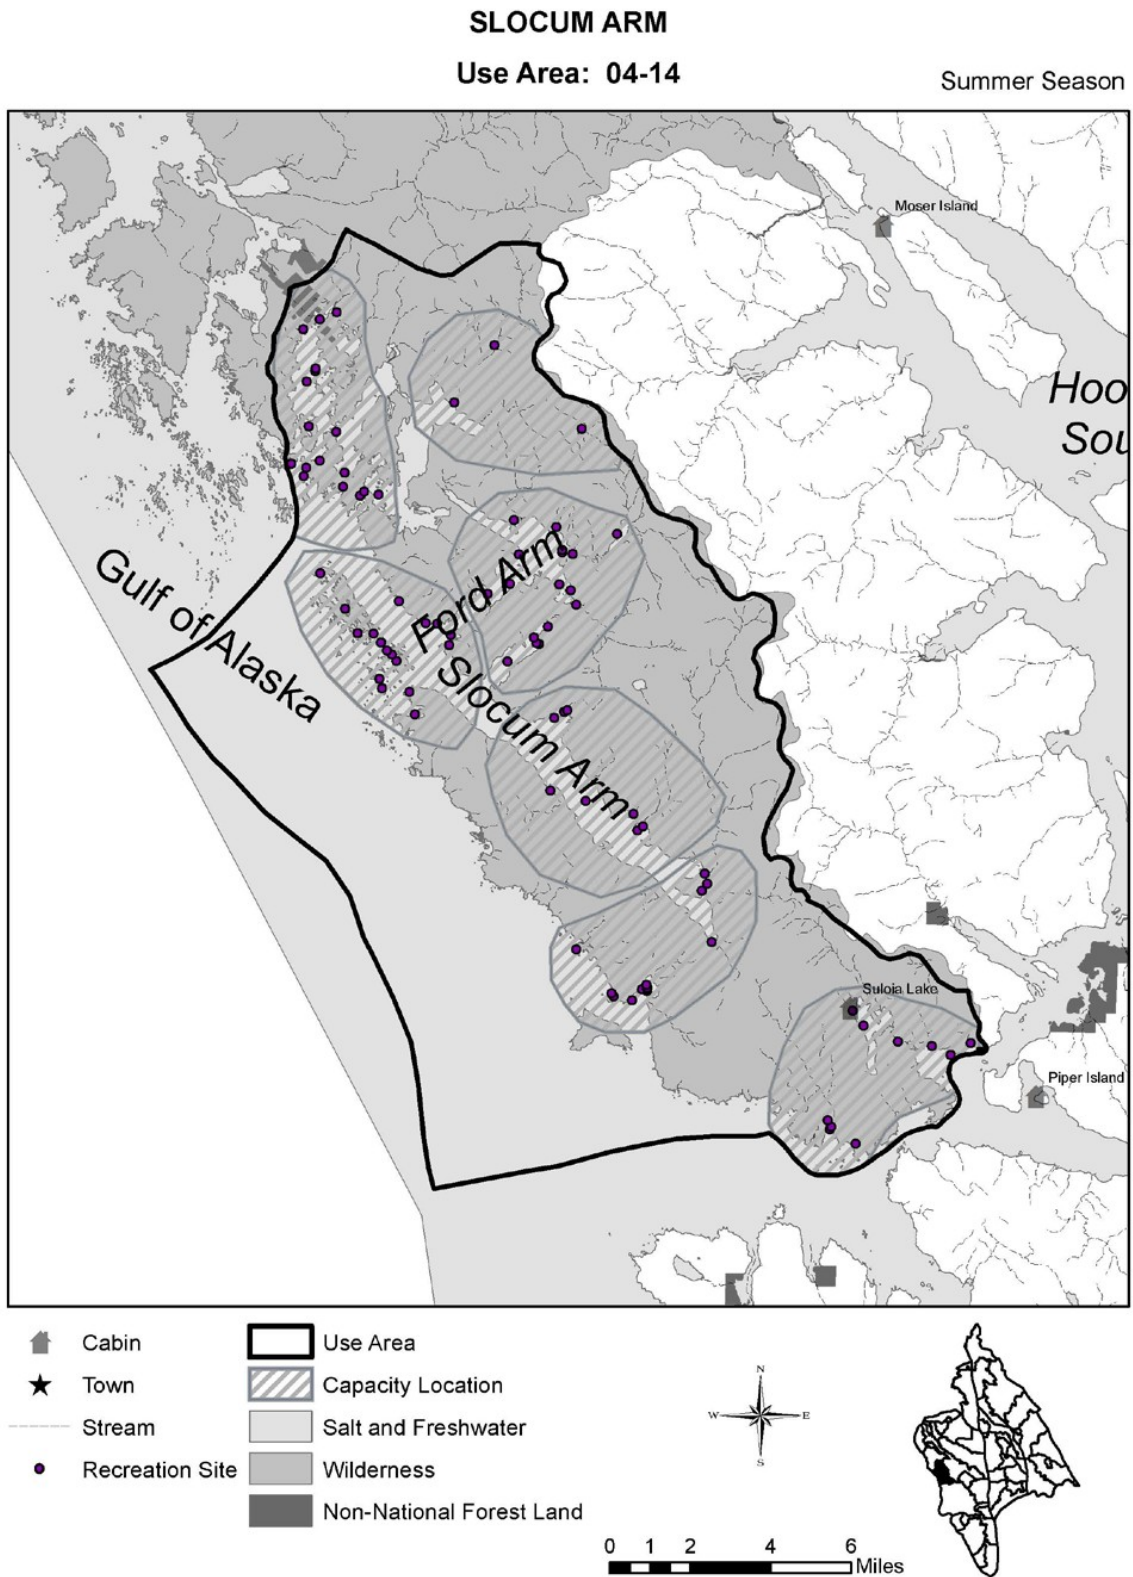 SLOCUM ARM
Use Area: 04-14
Summer Season
Moser Island
Hoo
Sou
Gulf of Alaska
Ford Arm
Slocum Arm
Suloia Lake
Piper Island
Cabin
Town
Stream
Recreation Site
Use Area
Capacity Location
Salt and Freshwater
Wilderness
Non-National Forest Land
N
W
E
S
0 1 2 4 6
Miles